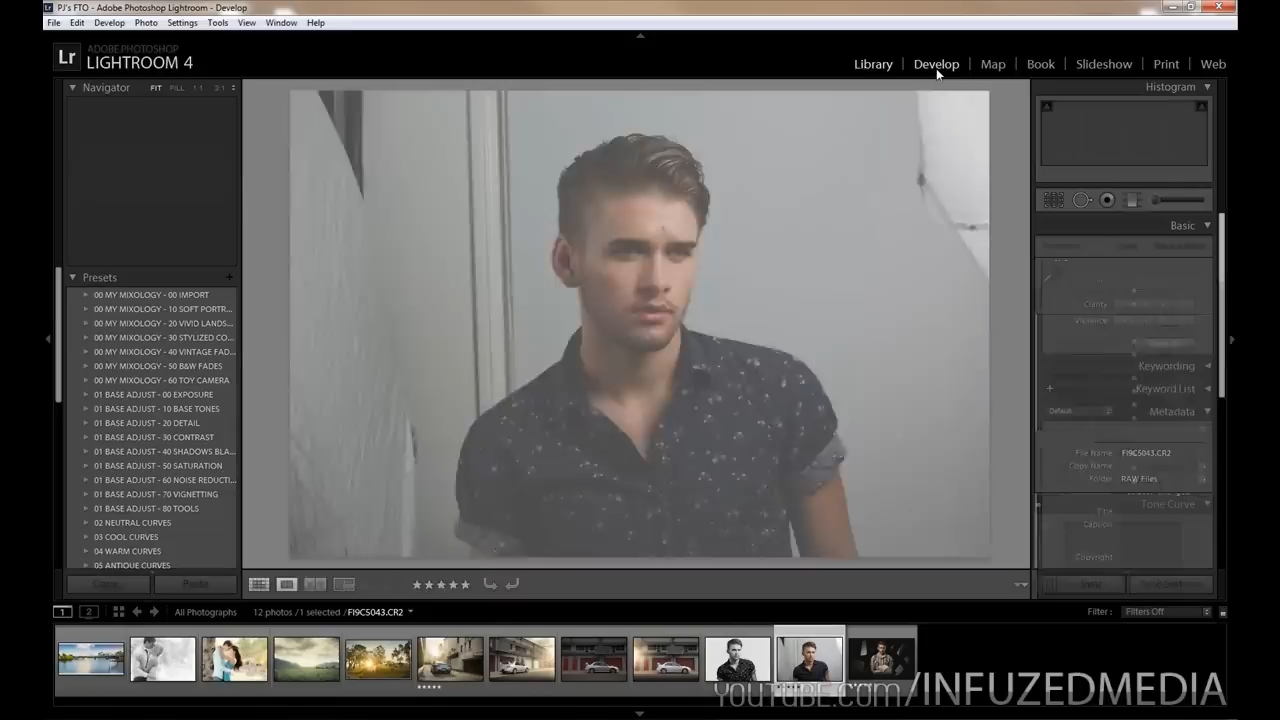 PJ's FTO - Adobe Photoshop Lightroom - Develop
File Edit Develop Photo Settings Tools View Window Help
Lr ADOBE PHOTOSHOP
LIGHTROOM 4
Library | Develop | Map | Book | Slideshow | Print | Web
Navigator FIT FILL 1:1 3:1
Histogram
Basic
Presets +
00 MY MIXOLOGY - 00 IMPORT
00 MY MIXOLOGY - 10 SOFT PORTR...
00 MY MIXOLOGY - 20 VIVID LANDS...
00 MY MIXOLOGY - 30 STYLIZED CO...
00 MY MIXOLOGY - 40 VINTAGE FAD...
00 MY MIXOLOGY - 50 B&W FADES
00 MY MIXOLOGY - 60 TOY CAMERA
01 BASE ADJUST - 00 EXPOSURE
01 BASE ADJUST - 10 BASE TONES
01 BASE ADJUST - 20 DETAIL
01 BASE ADJUST - 30 CONTRAST
01 BASE ADJUST - 40 SHADOWS BLA...
01 BASE ADJUST - 50 SATURATION
01 BASE ADJUST - 60 NOISE REDUCTI...
01 BASE ADJUST - 70 VIGNETTING
01 BASE ADJUST - 80 TOOLS
02 NEUTRAL CURVES
03 COOL CURVES
04 WARM CURVES
05 ANTIQUE CURVES
Copy... Paste
Clarity
Vibrance
Keywording
+ Keyword List
Default Metadata
File Name FI9C5043.CR2
Copy Name
Folder RAW Files
Tone Curve
Title
Caption
Copyright
1 2 All Photographs 12 photos /1 selected /FI9C5043.CR2
Filter : Filters Off
YOUTUBE.COM/INFUZEDMEDIA